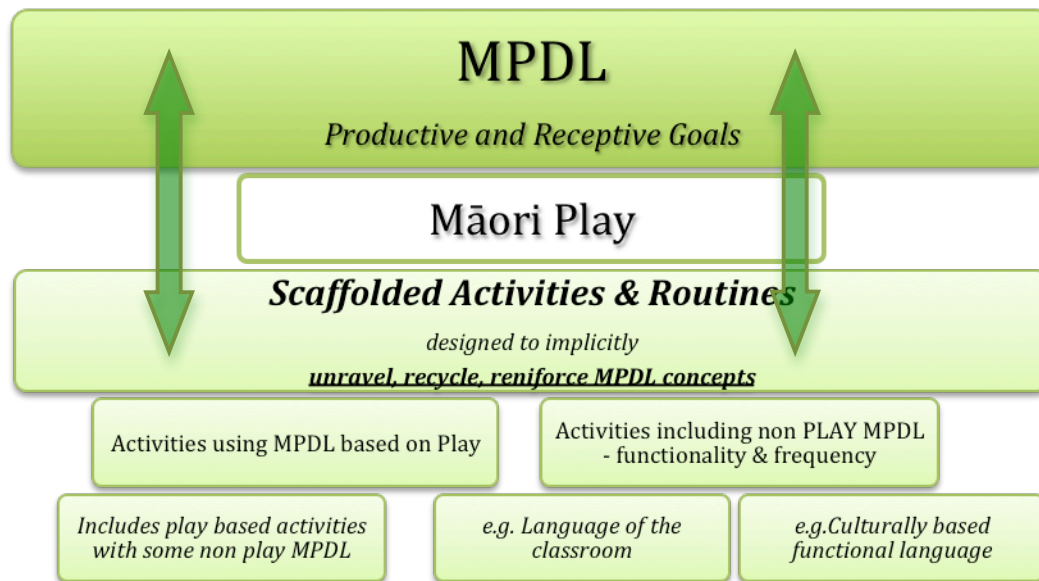 MPDL
Productive and Receptive Goals
Māori Play
Scaffolded Activities & Routines
designed to implicitly
unravel, recycle, reniforce MPDL concepts
Activities using MPDL based on Play
Activities including non PLAY MPDL
- functionality & frequency
Includes play based activities
with some non play MPDL
e.g. Language of the
classroom
e.g.Culturally based
functional language